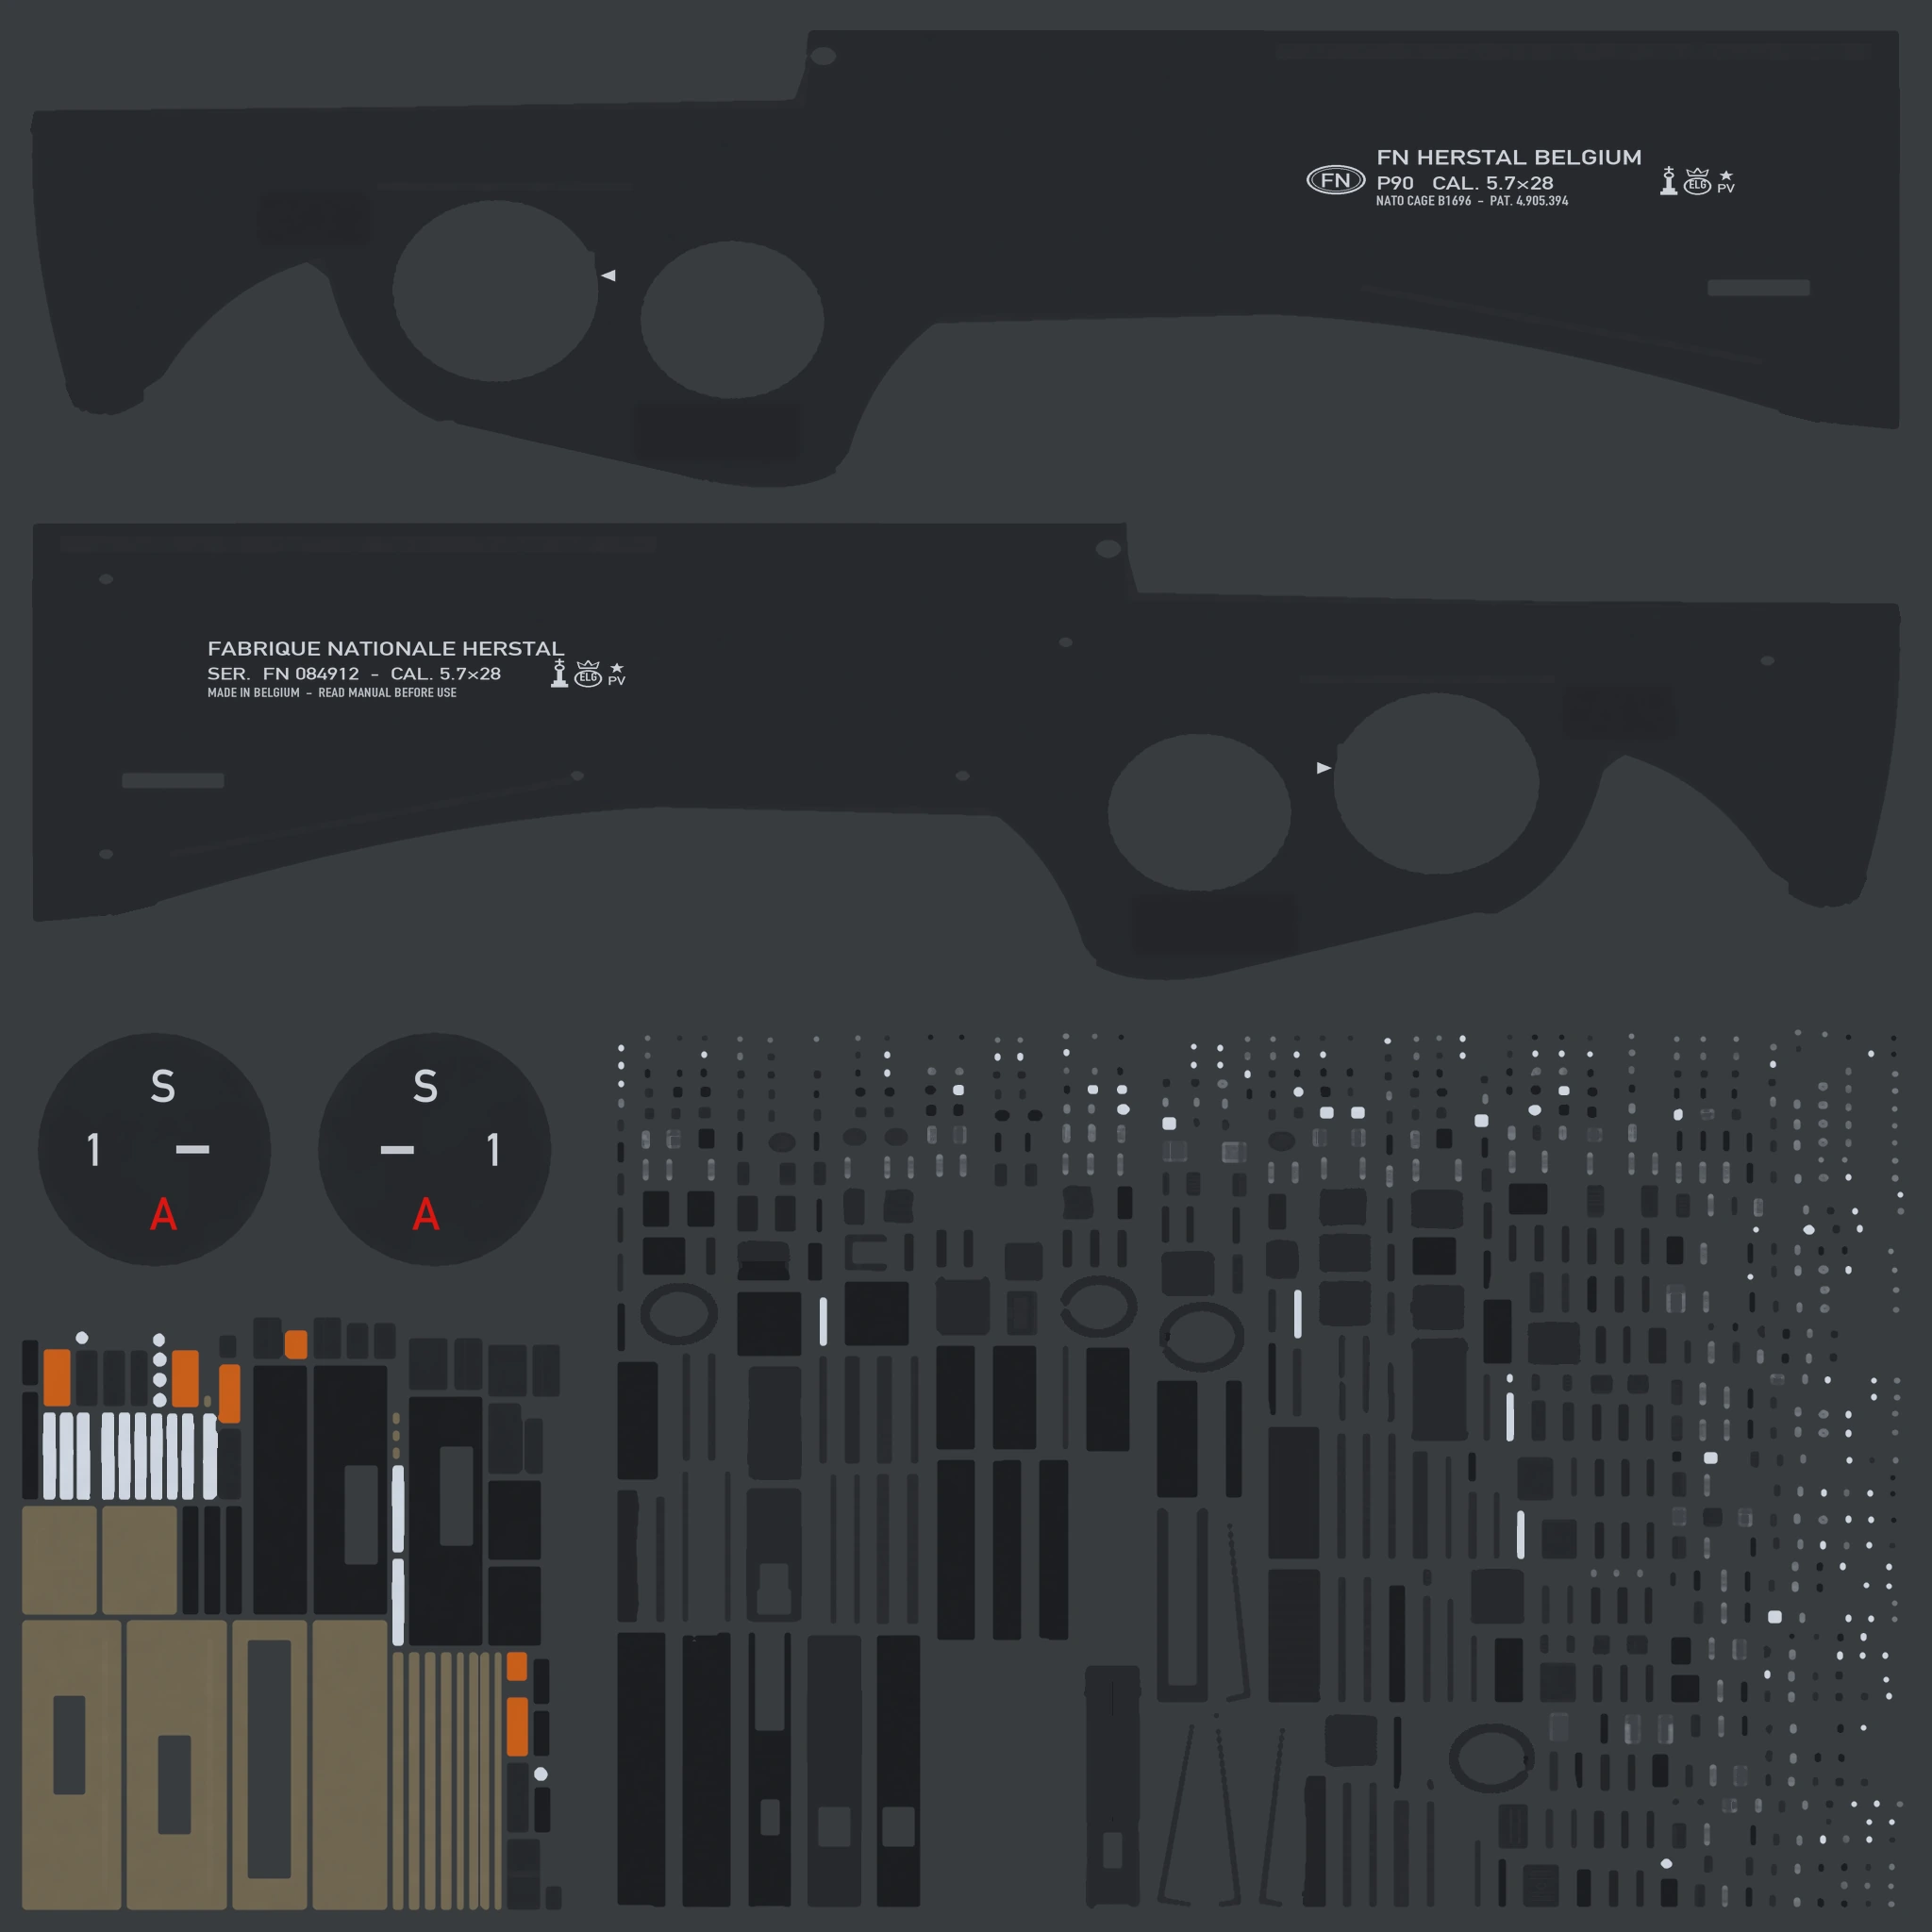 FN HERSTAL BELGIUM
FN P90 CAL. 5.7×28 ELG PV
NATO CAGE B1696 – PAT. 4,905,394
FABRIQUE NATIONALE HERSTAL
SER. FN 084912 - CAL. 5.7×28 ELG PV
MADE IN BELGIUM – READ MANUAL BEFORE USE
S
1 –
A
S
– 1
A